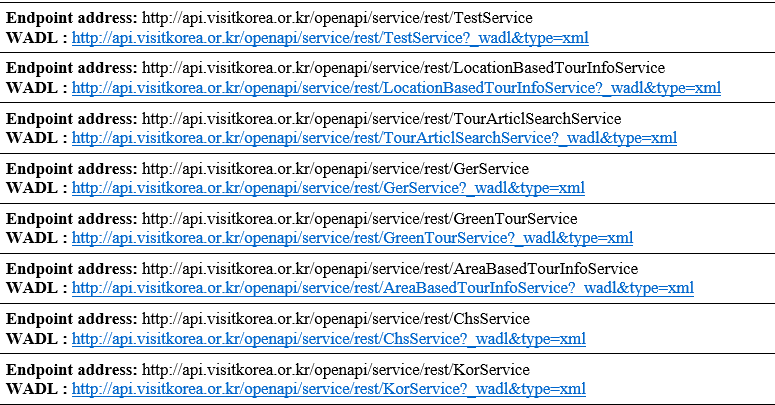 Endpoint address: http://api.visitkorea.or.kr/openapi/service/rest/TestService
WADL : http://api.visitkorea.or.kr/openapi/service/rest/TestService?_wadl&type=xml
Endpoint address: http://api.visitkorea.or.kr/openapi/service/rest/LocationBasedTourInfoService
WADL : http://api.visitkorea.or.kr/openapi/service/rest/LocationBasedTourInfoService?_wadl&type=xml
Endpoint address: http://api.visitkorea.or.kr/openapi/service/rest/TourArticlSearchService
WADL : http://api.visitkorea.or.kr/openapi/service/rest/TourArticlSearchService?_wadl&type=xml
Endpoint address: http://api.visitkorea.or.kr/openapi/service/rest/GerService
WADL : http://api.visitkorea.or.kr/openapi/service/rest/GerService?_wadl&type=xml
Endpoint address: http://api.visitkorea.or.kr/openapi/service/rest/GreenTourService
WADL : http://api.visitkorea.or.kr/openapi/service/rest/GreenTourService?_wadl&type=xml
Endpoint address: http://api.visitkorea.or.kr/openapi/service/rest/AreaBasedTourInfoService
WADL : http://api.visitkorea.or.kr/openapi/service/rest/AreaBasedTourInfoService?_wadl&type=xml
Endpoint address: http://api.visitkorea.or.kr/openapi/service/rest/ChsService
WADL : http://api.visitkorea.or.kr/openapi/service/rest/ChsService?_wadl&type=xml
Endpoint address: http://api.visitkorea.or.kr/openapi/service/rest/KorService
WADL : http://api.visitkorea.or.kr/openapi/service/rest/KorService?_wadl&type=xml